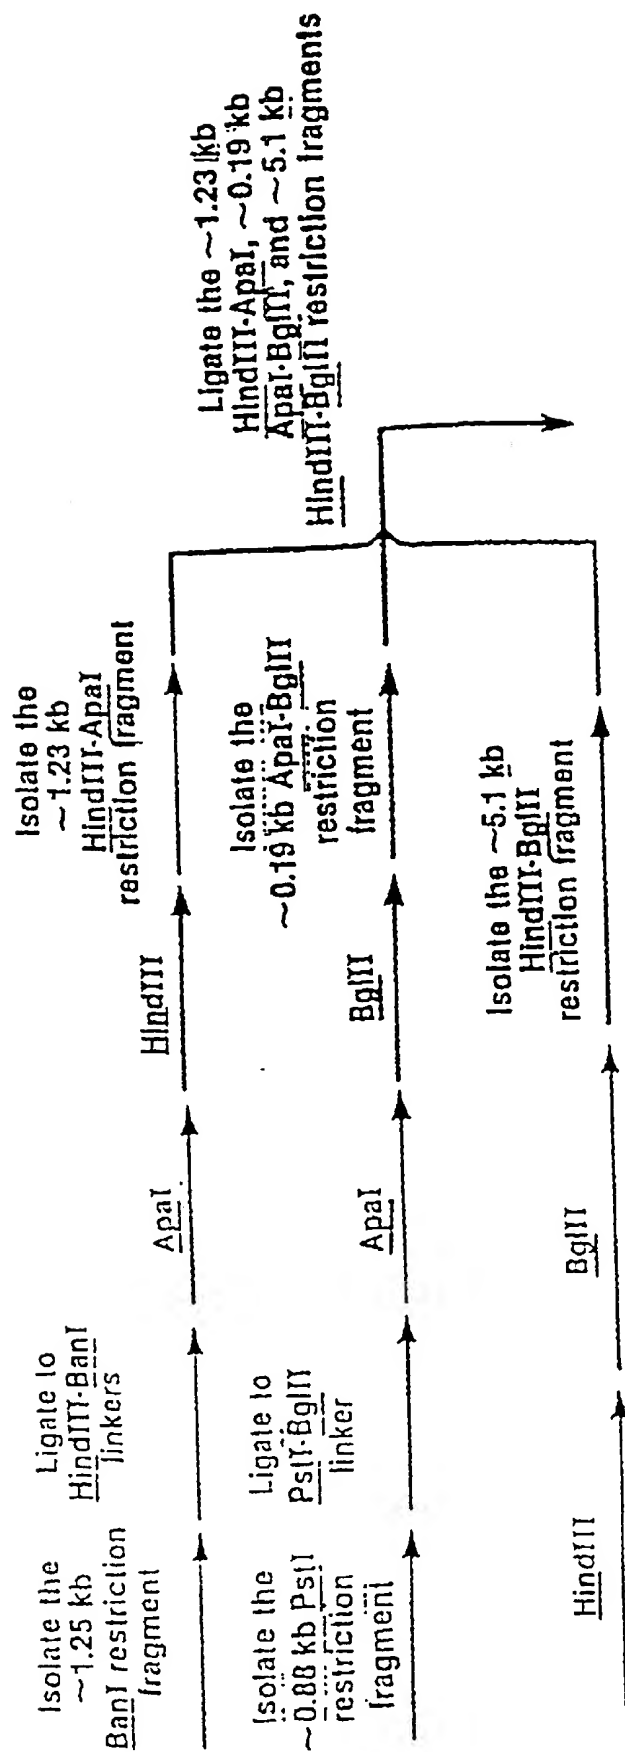 Isolate the
~1.25 kb
BanI restriction
fragment
Ligate to
HindIII-BanI
linkers
ApaI
HindIII
Isolate the
~1.23 kb
HindIII-ApaI
restriction fragment
Isolate the
~0.88 kb PstI
restriction
fragment
Ligate to
PstI-BglII
linker
ApaI
BglII
Isolate the
~0.19 kb ApaI-BglII
restriction
fragment
HindIII
BglII
Isolate the ~5.1 kb
HindIII-BglII
restriction fragment
Ligate the ~1.23 kb
HindIII-ApaI, ~0.19 kb
ApaI-BglII, and ~5.1 kb
HindIII-BglII restriction fragments